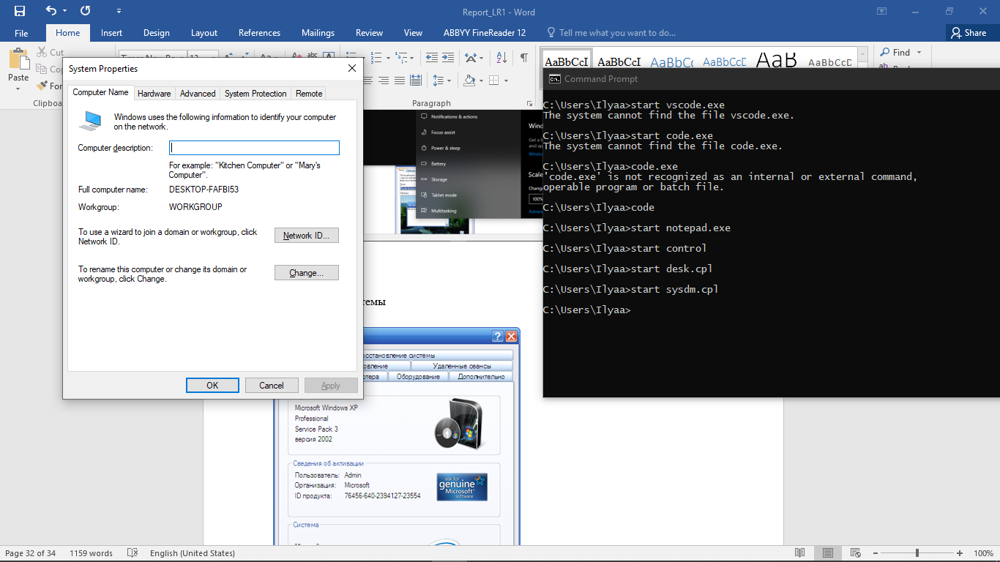 Report_LR1 - Word
File Home Insert Design Layout References Mailings Review View ABBYY FineReader 12 Tell me what you want to do... Share
Cut
Paste
Find
AaBbCcI AaBbCcI AaBbCc AaBbCcD AaB AaBbCcD
Paragraph
System Properties
Computer Name Hardware Advanced System Protection Remote
Windows uses the following information to identify your computer
on the network.
Computer description:
For example: "Kitchen Computer" or "Mary's
Computer".
Full computer name: DESKTOP-FAFBI53
Workgroup: WORKGROUP
To use a wizard to join a domain or workgroup, click
Network ID.
Network ID...
To rename this computer or change its domain or
workgroup, click Change.
Change...
OK Cancel Apply
Notifications & actions
Focus assist
Power & sleep
Battery
Storage
Tablet mode
Multitasking
Command Prompt
C:\Users\Ilyaa>start vscode.exe
The system cannot find the file vscode.exe.
C:\Users\Ilyaa>start code.exe
The system cannot find the file code.exe.
C:\Users\Ilyaa>code.exe
'code.exe' is not recognized as an internal or external command,
operable program or batch file.
C:\Users\Ilyaa>code
C:\Users\Ilyaa>start notepad.exe
C:\Users\Ilyaa>start control
C:\Users\Ilyaa>start desk.cpl
C:\Users\Ilyaa>start sysdm.cpl
C:\Users\Ilyaa>
темы
системы
Удаленные сеансы
Оборудование Дополнительно
Microsoft Windows XP
Professional
Service Pack 3
версия 2002
Сведения об активации
Пользователь: Admin
Организация: Microsoft
ID продукта: 76456-640-2394127-23554
ask for
genuine
Microsoft
software
Система
Page 32 of 34 1159 words English (United States) 100%